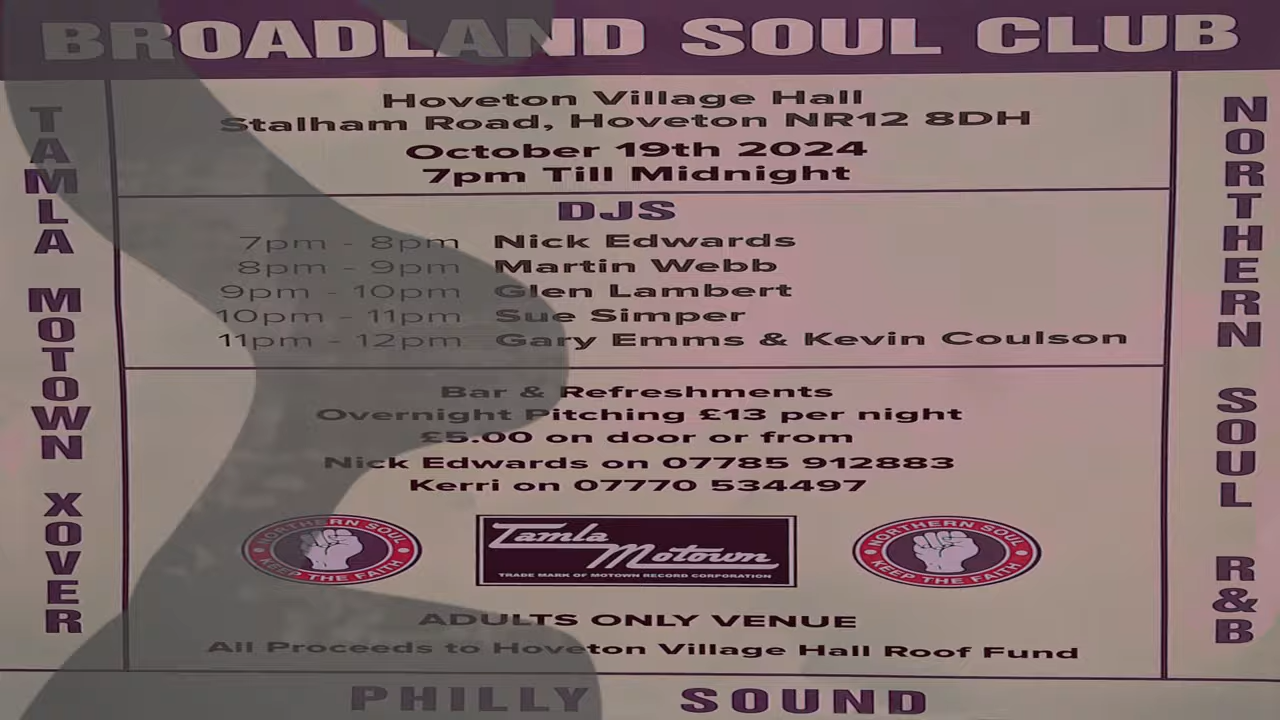 BROADLAND SOUL CLUB
TAMLA MOTOWN XOVER
Hoveton Village Hall
Stalham Road, Hoveton NR12 8DH
October 19th 2024
7pm Till Midnight
DJS
7pm - 8pm Nick Edwards
8pm - 9pm Martin Webb
9pm - 10pm Glen Lambert
10pm - 11pm Sue Simper
11pm - 12pm Gary Emms & Kevin Coulson
Bar & Refreshments
Overnight Pitching £13 per night
£5.00 on door or from
Nick Edwards on 07785 912883
Kerri on 07770 534497
NORTHERN SOUL
KEEP THE FAITH
Tamla Motown
TRADE MARK OF MOTOWN RECORD CORPORATION
NORTHERN SOUL
KEEP THE FAITH
ADULTS ONLY VENUE
All Proceeds to Hoveton Village Hall Roof Fund
NORTHERN SOUL R&B
PHILLY SOUND